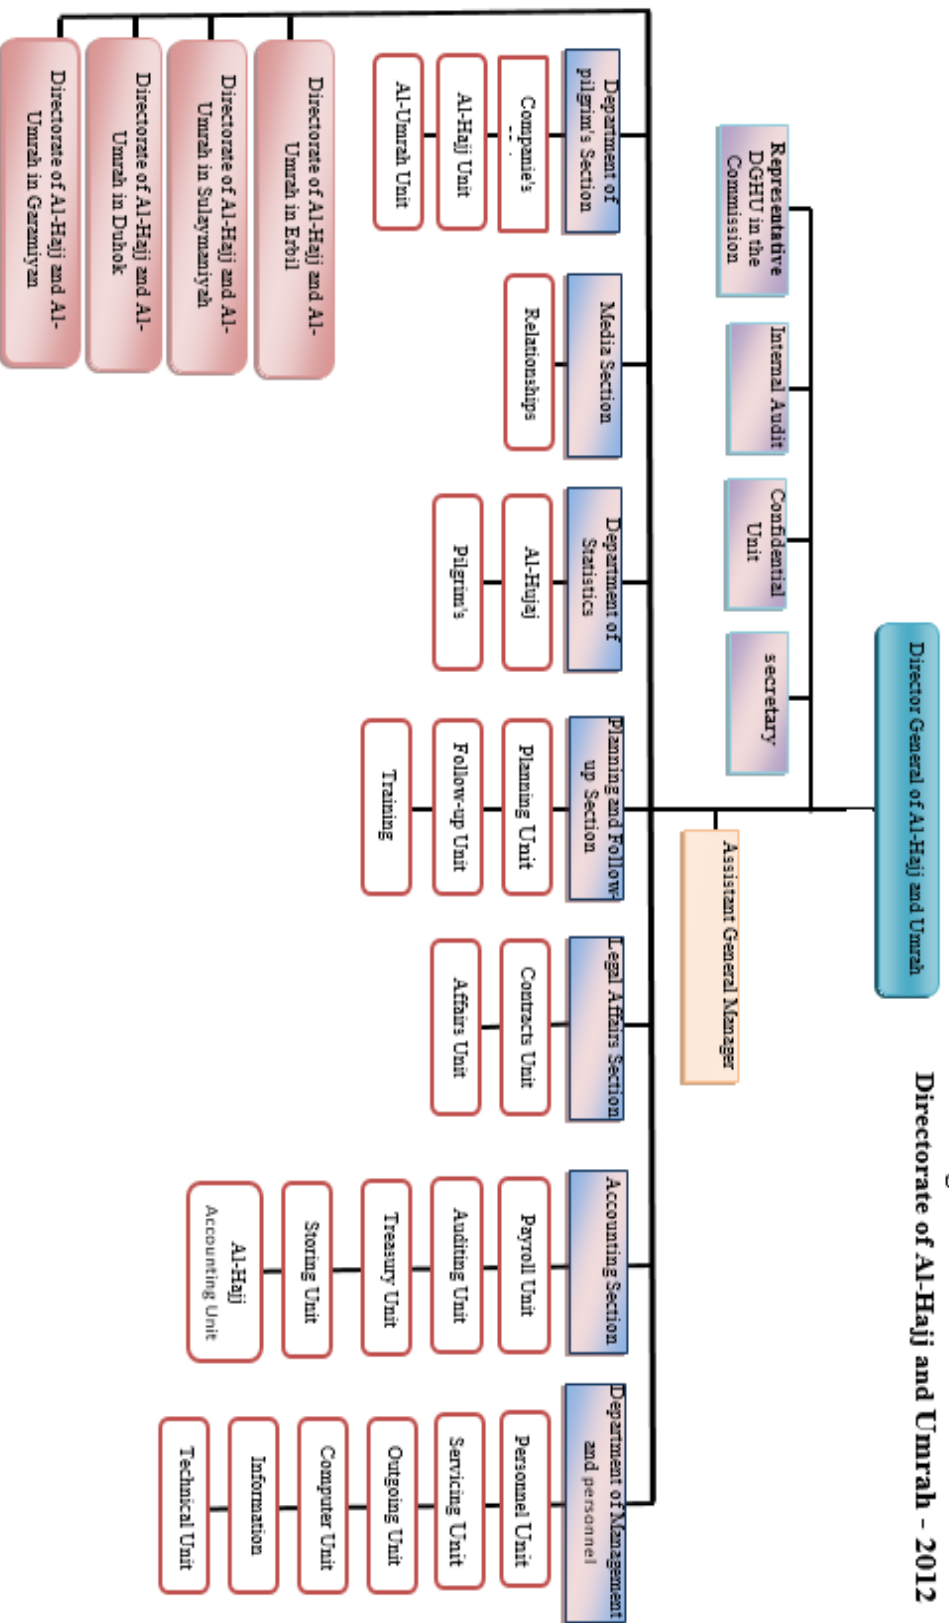 Directorate of Al-Hajj and Umrah – 2012
Director General of Al-Hajj and Umrah
Assistant General Manager
Representative
DGHU in the
Commission
Internal Audit
Confidential
Unit
secretary
Department of
pilgrim's Section
Companie's
Al-Hajj Unit
Al-Umrah Unit
Media Section
Relationships
Department of
Statistics
Al-Hujaj
Pilgrim's
Planning and Follow-
up Section
Planning Unit
Follow-up Unit
Training
Legal Affairs Section
Contracts Unit
Affairs Unit
Accounting Section
Payroll Unit
Auditing Unit
Treasury Unit
Storing Unit
Al-Hajj
Accounting Unit
Department of Management
and personnel
Personnel Unit
Servicing Unit
Outgoing Unit
Computer Unit
Information
Technical Unit
Directorate of Al-Hajj and Al-
Umrah in Erbil
Directorate of Al-Hajj and Al-
Umrah in Sulaymaniyah
Directorate of Al-Hajj and Al-
Umrah in Duhok
Directorate of Al-Hajj and Al-
Umrah in Garamiyan